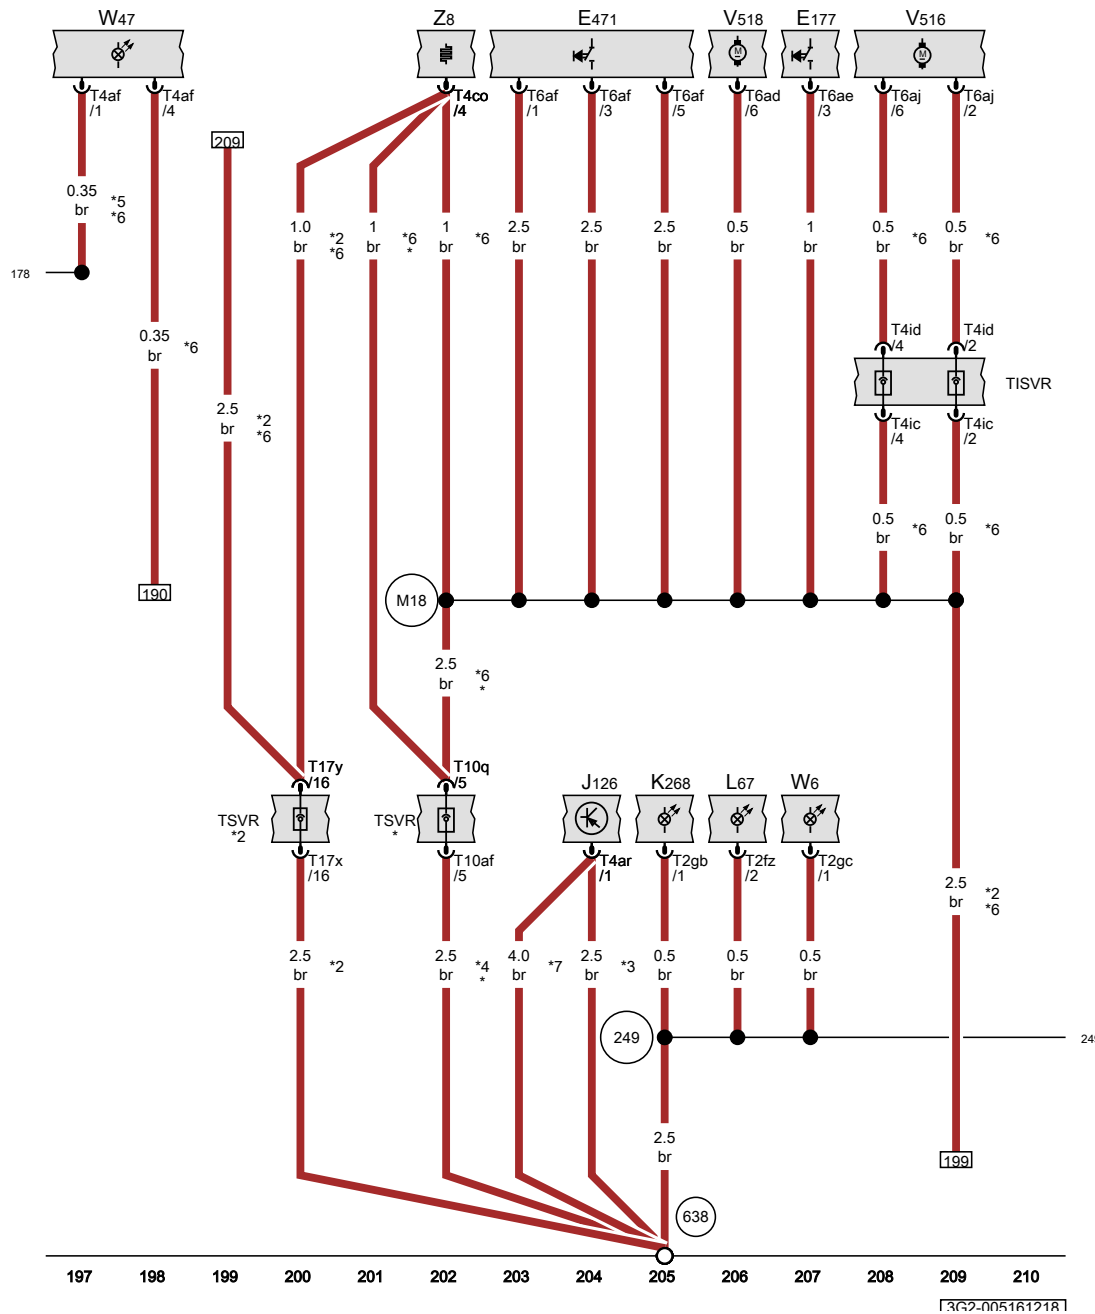 W47 Z8 E471 V518 E177 V516
T4af T4af T4co T6af T6af T6af T6ad T6ae T6aj T6aj
/1 /4 /4 /1 /3 /5 /6 /3 /6 /2
209
0.35 *5
br *6
1.0 1 1 2.5 2.5 2.5 0.5 1 0.5 0.5
br *2 br *6 br *6 br br br br br br *6 br *6
*6 *
178
0.35
br *6
T4id T4id
/4 /2
TISVR
2.5 *2
br *6
T4ic T4ic
/4 /2
0.5 0.5
br *6 br *6
190
M18
2.5 *6
br *
T17y T10q
/16 /5
J126 K268 L67 W6
TSVR TSVR
*2 *
T17x T10af T4ar T2gb T2fz T2gc
/16 /5 /1 /1 /2 /1
2.5 *2
br *6
2.5 2.5 4.0 2.5 0.5 0.5 0.5
br *2 br *4 br *7 br *3 br br br
*
249
2.5
br
199
638
197 198 199 200 201 202 203 204 205 206 207 208 209 210
3G2-005161218